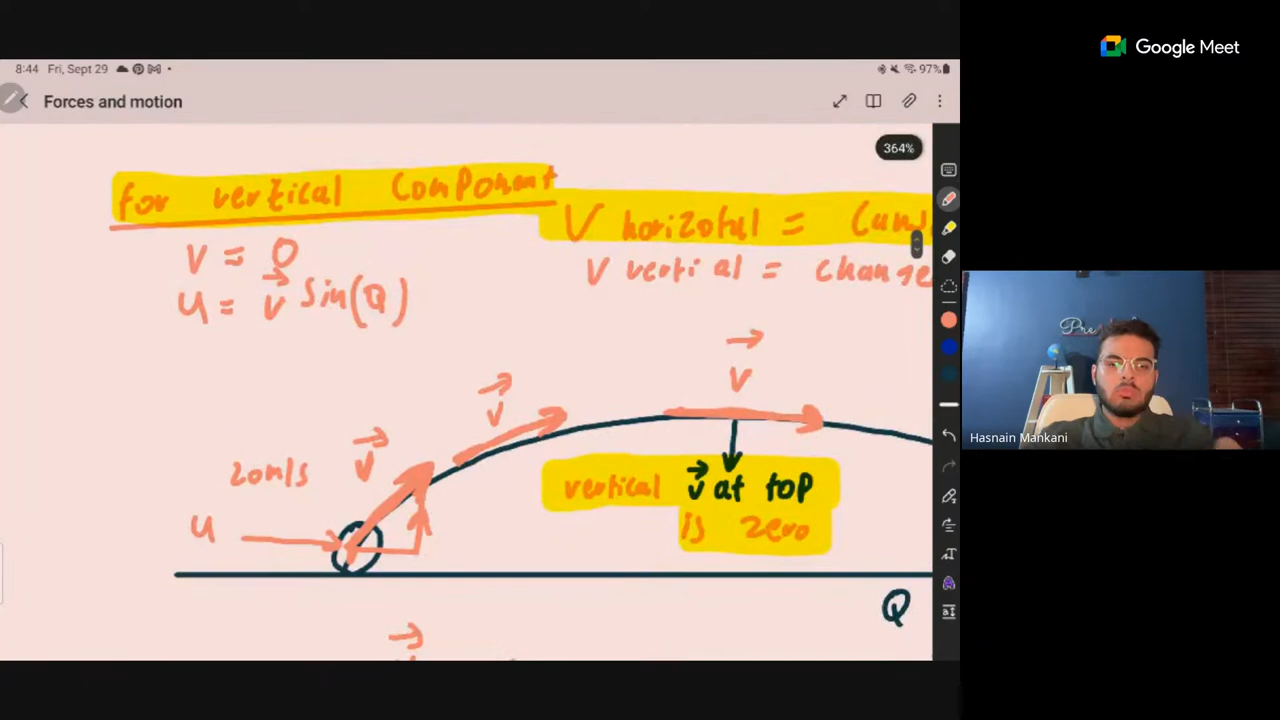 8:44 Fri, Sept 29
97%
Google Meet
Forces and motion
364%
for vertical component
V horizotal =
V = 0
V vertical = change
u = v sin(Q)
v
v
20m/s
v
vertical v at top
is zero
u
Q
Hasnain Mankani